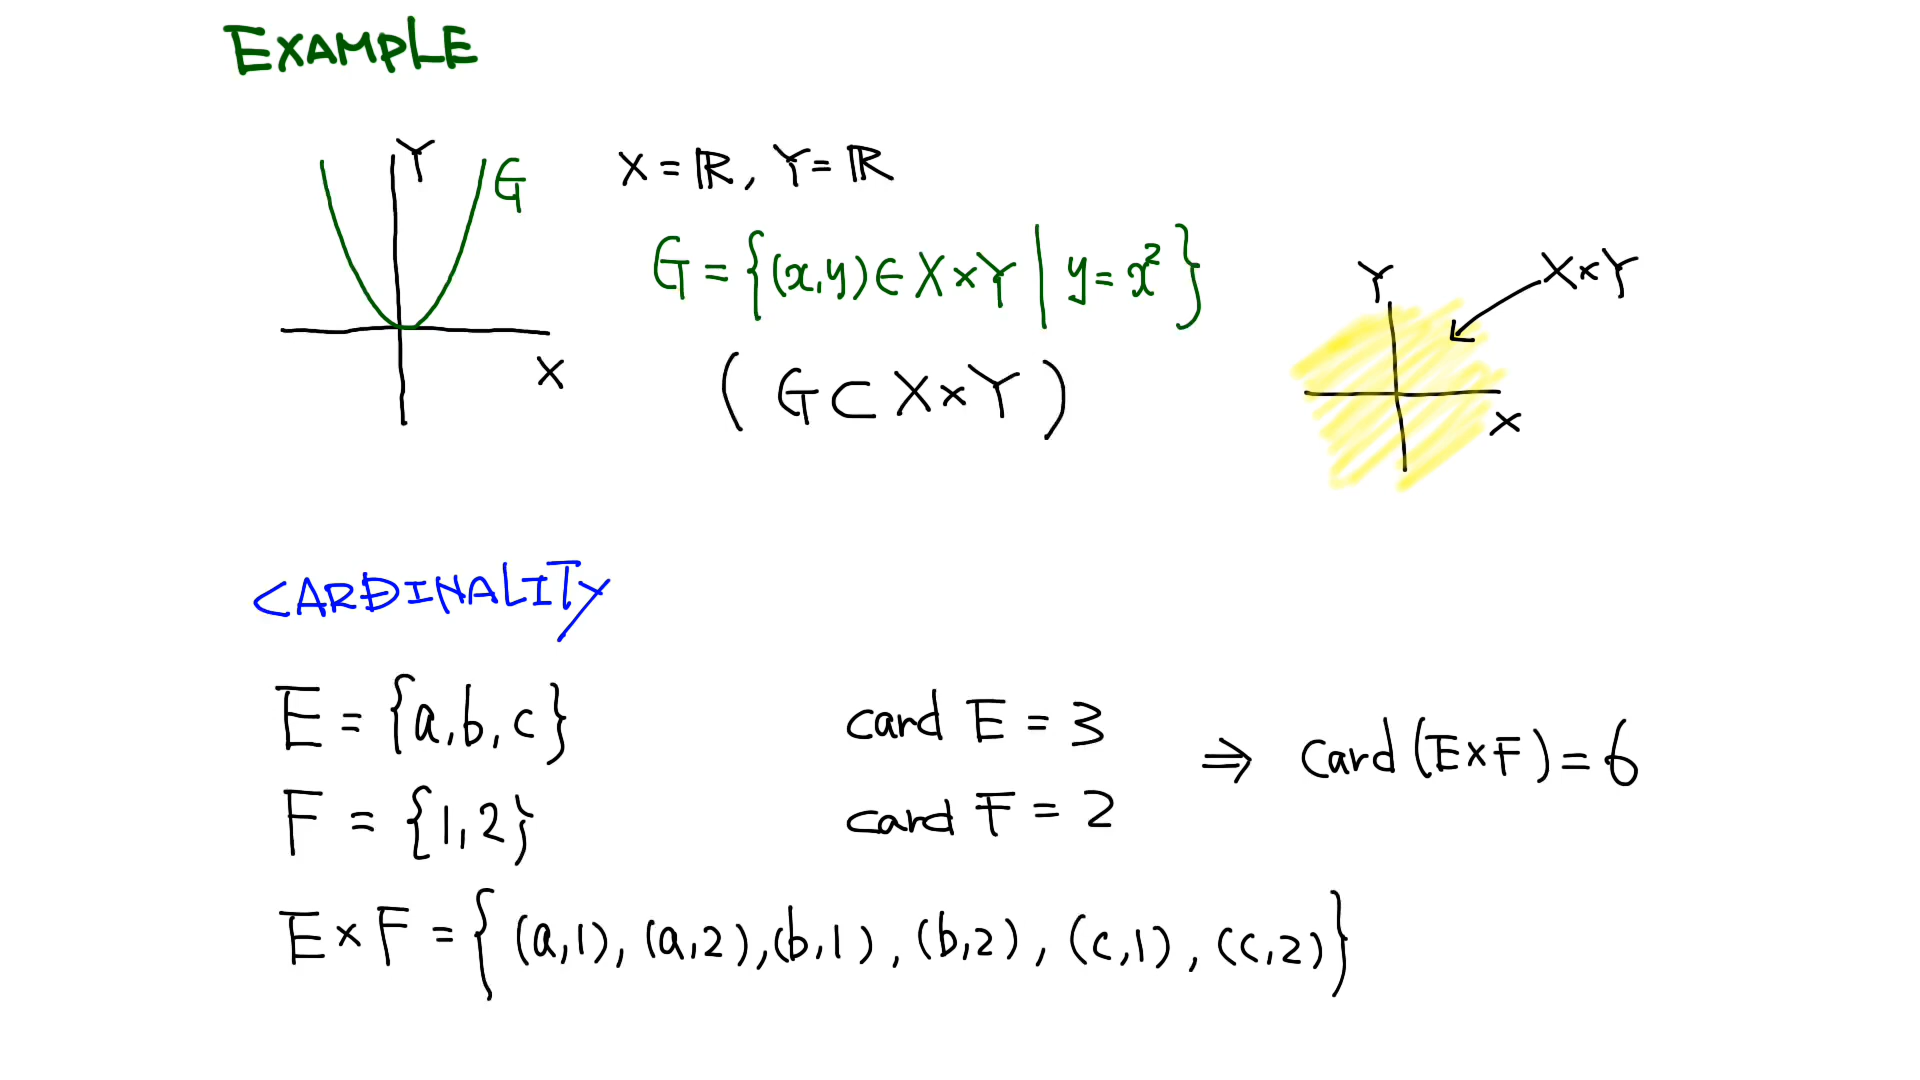 EXAMPLE
Y
G
X
X = ℝ, Y = ℝ
G = {(x,y) ∈ X × Y | y = x²}
( G ⊂ X × Y )
Y
X × Y
X
CARDINALITY
E = {a, b, c}
card E = 3
⇒ card (E × F) = 6
F = {1, 2}
card F = 2
E × F = { (a,1), (a,2), (b,1), (b,2), (c,1), (c,2) }